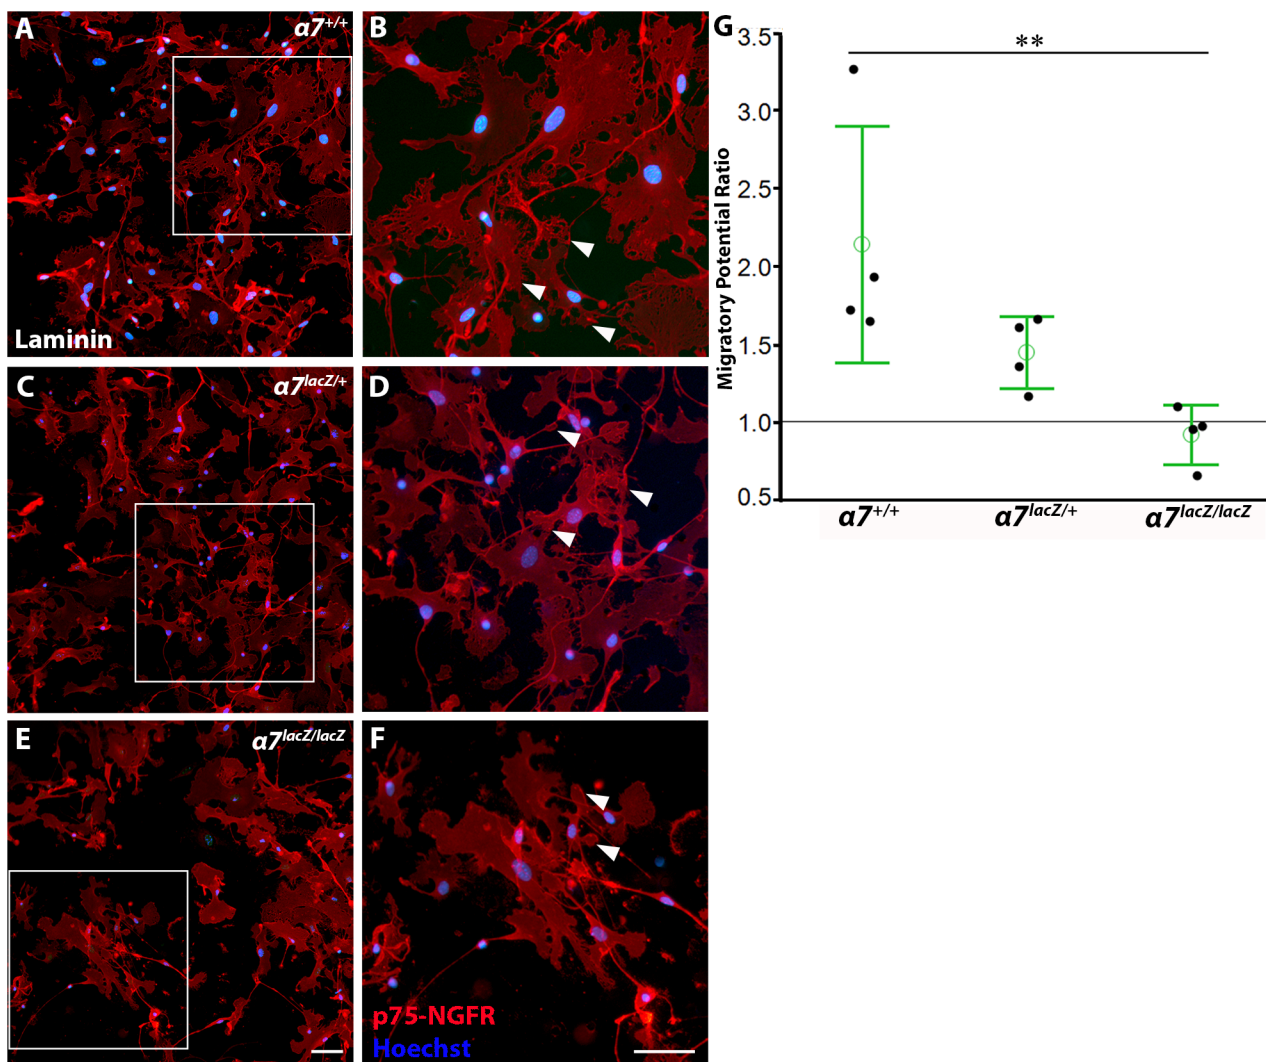 A
α7+/+
Laminin
B
C
α7lacZ/+
D
E
α7lacZ/lacZ
F
p75-NGFR
Hoechst
G
**
Migratory Potential Ratio
3.5
3.0
2.5
2.0
1.5
1.0
0.5
α7+/+
α7lacZ/+
α7lacZ/lacZ